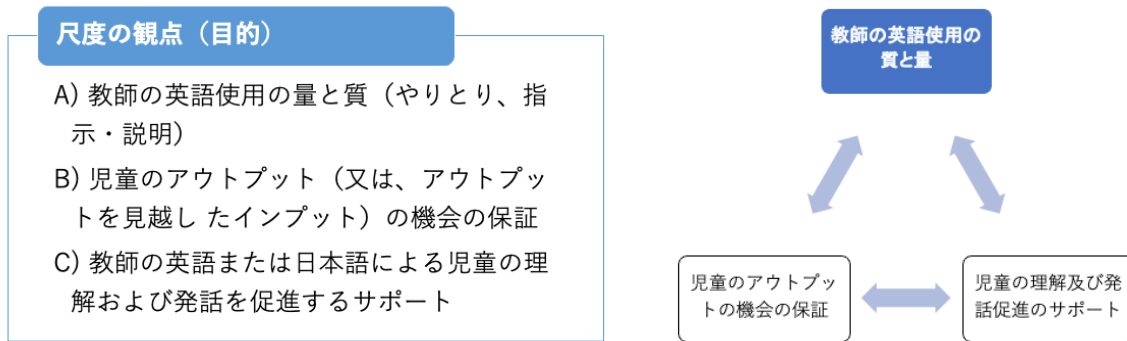 尺度の観点（目的）
A) 教師の英語使用の量と質（やりとり、指
示・説明）
B) 児童のアウトプット（又は、アウトプッ
トを見越し たインプット）の機会の保証
C) 教師の英語または日本語による児童の理
解および発話を促進するサポート
教師の英語使用の
質と量
児童のアウトプッ
トの機会の保証
児童の理解及び発
話促進のサポート